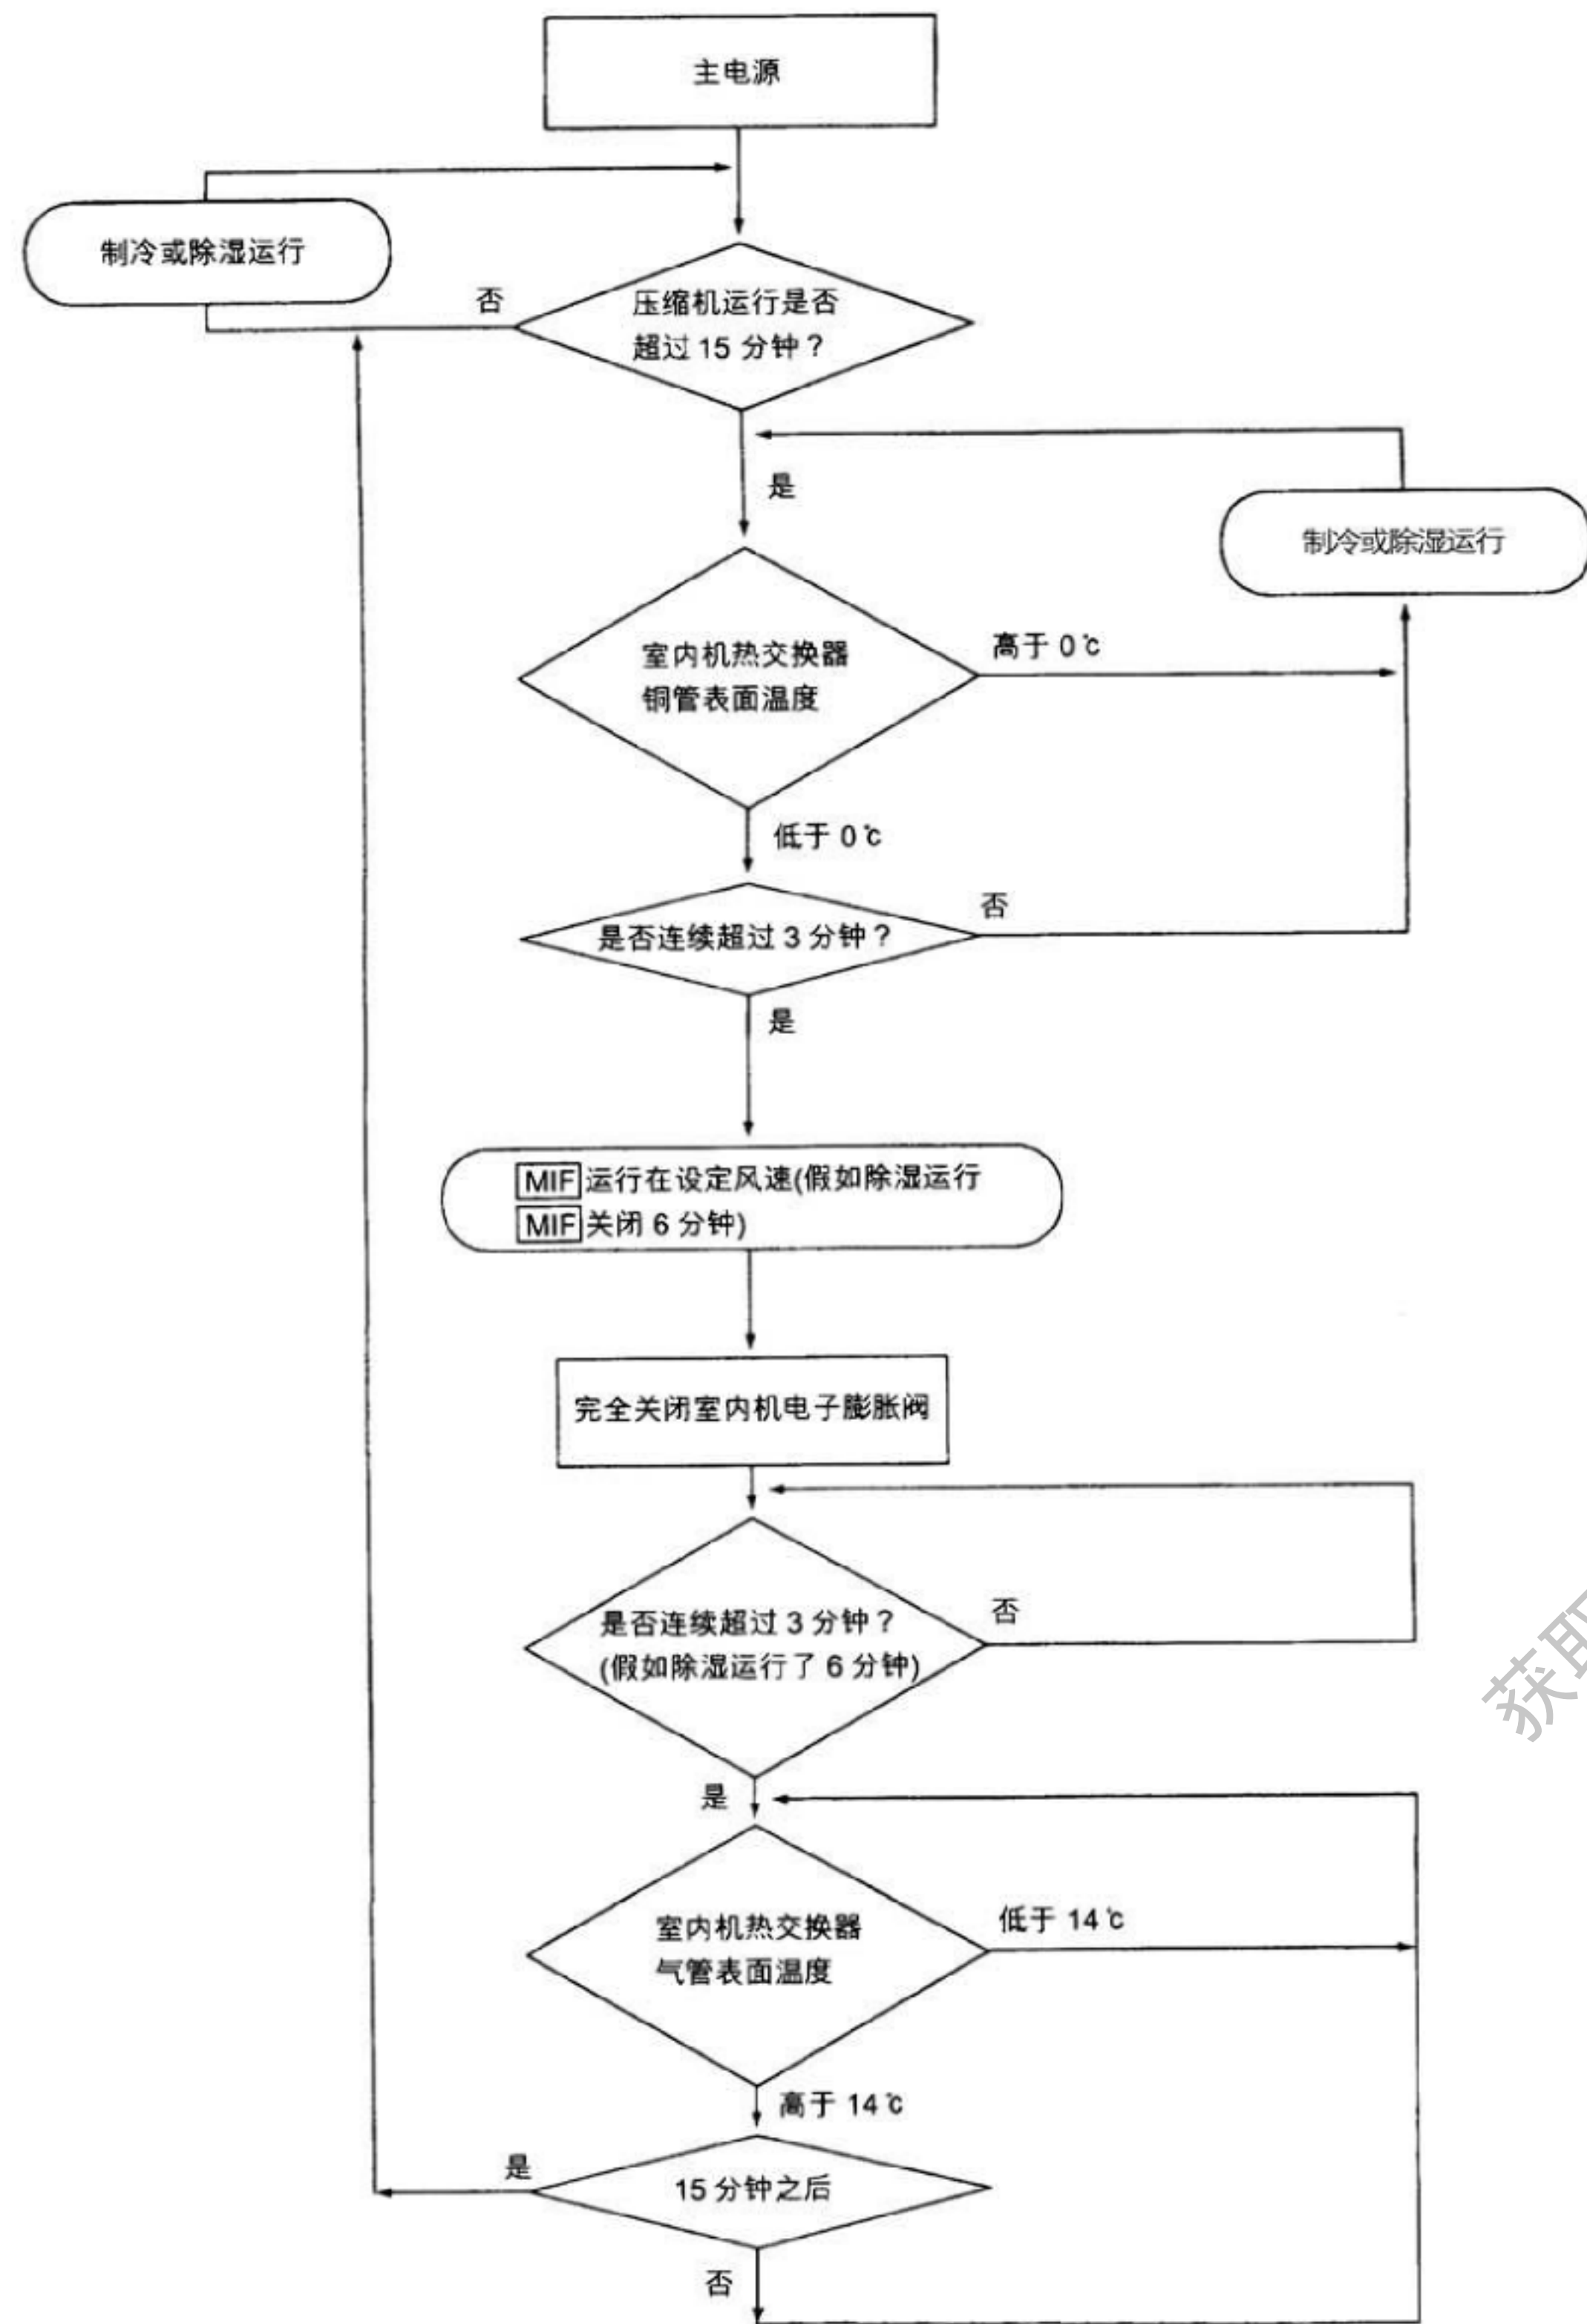 主电源
制冷或除湿运行
否
压缩机运行是否
超过 15 分钟？
是
制冷或除湿运行
室内机热交换器
铜管表面温度
高于 0℃
低于 0℃
是否连续超过 3 分钟？
否
是
MIF 运行在设定风速(假如除湿运行
MIF 关闭 6 分钟)
完全关闭室内机电子膨胀阀
是否连续超过 3 分钟？
(假如除湿运行了 6 分钟)
否
是
室内机热交换器
气管表面温度
低于 14℃
高于 14℃
是
15 分钟之后
否
获取